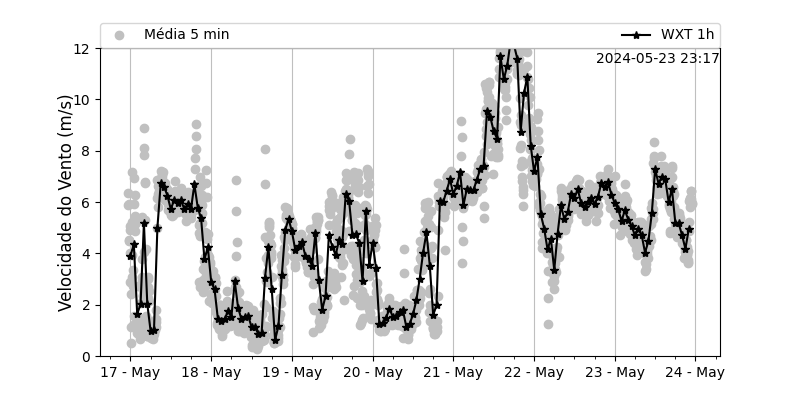 Média 5 min
WXT 1h
2024-05-23 23:17
Velocidade do Vento (m/s)
12
10
8
6
4
2
0
17 - May 18 - May 19 - May 20 - May 21 - May 22 - May 23 - May 24 - May